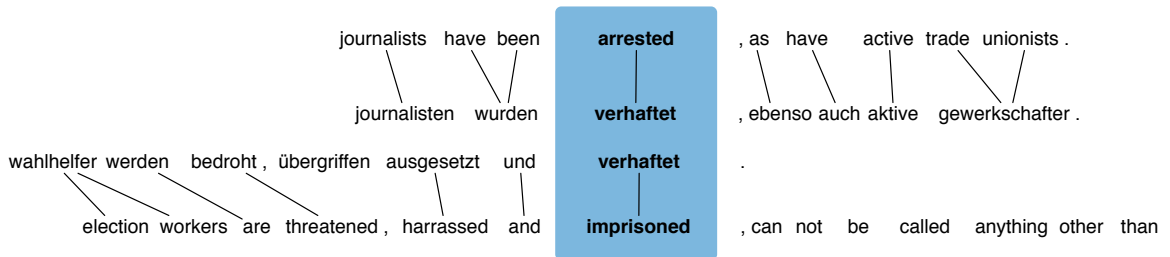 journalists have been arrested , as have active trade unionists .
journalisten wurden verhaftet , ebenso auch aktive gewerkschafter .
wahlhelfer werden bedroht , übergriffen ausgesetzt und verhaftet .
election workers are threatened , harrassed and imprisoned , can not be called anything other than